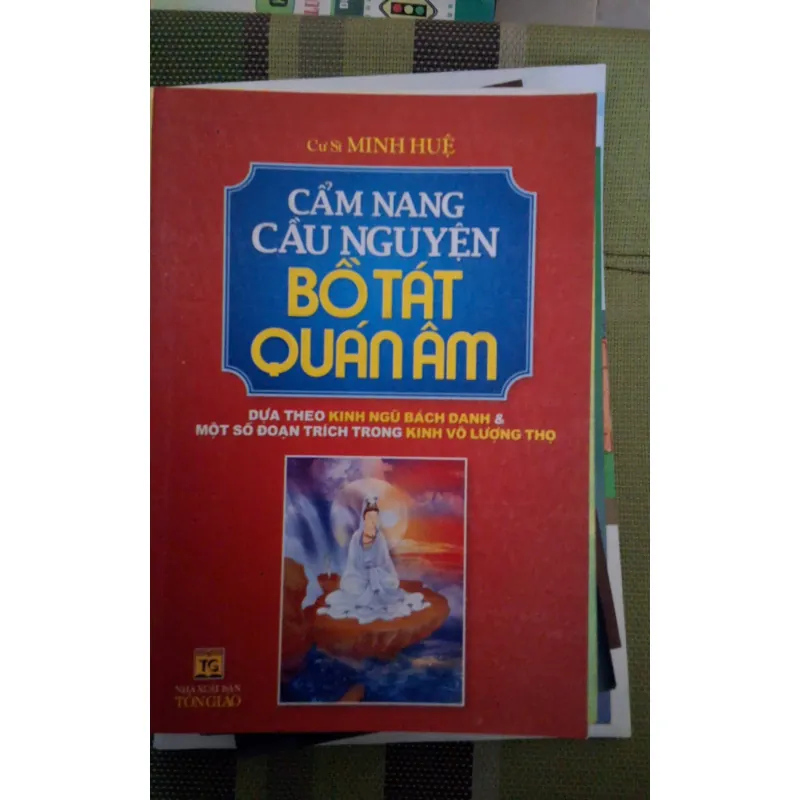 Cư Sĩ MINH HUỆ
CẨM NANG
CẦU NGUYỆN
BỒ TÁT
QUÁN ÂM
DỰA THEO KINH NGŨ BÁCH DANH &
MỘT SỐ ĐOẠN TRÍCH TRONG KINH VÔ LƯỢNG THỌ
TG
NHÀ XUẤT BẢN
TÔN GIÁO